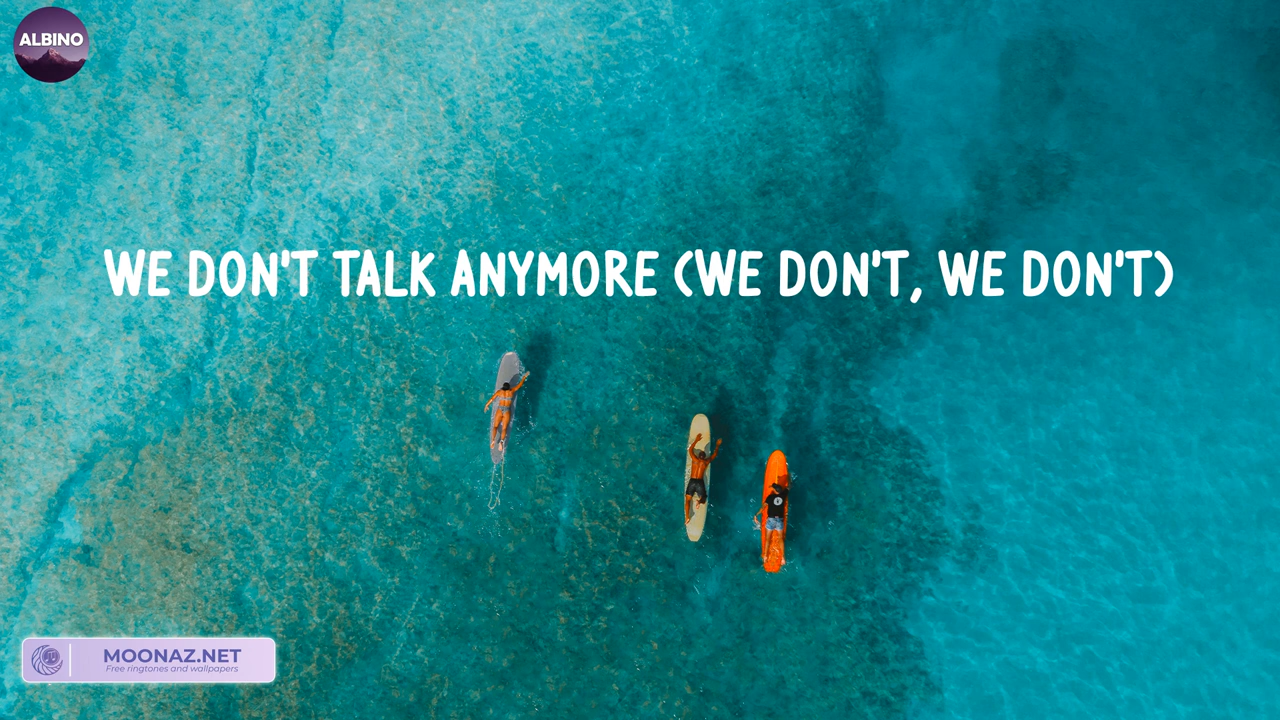 ALBINO
WE DON'T TALK ANYMORE (WE DON'T, WE DON'T)
MOONAZ.NET
Free ringtones and wallpapers